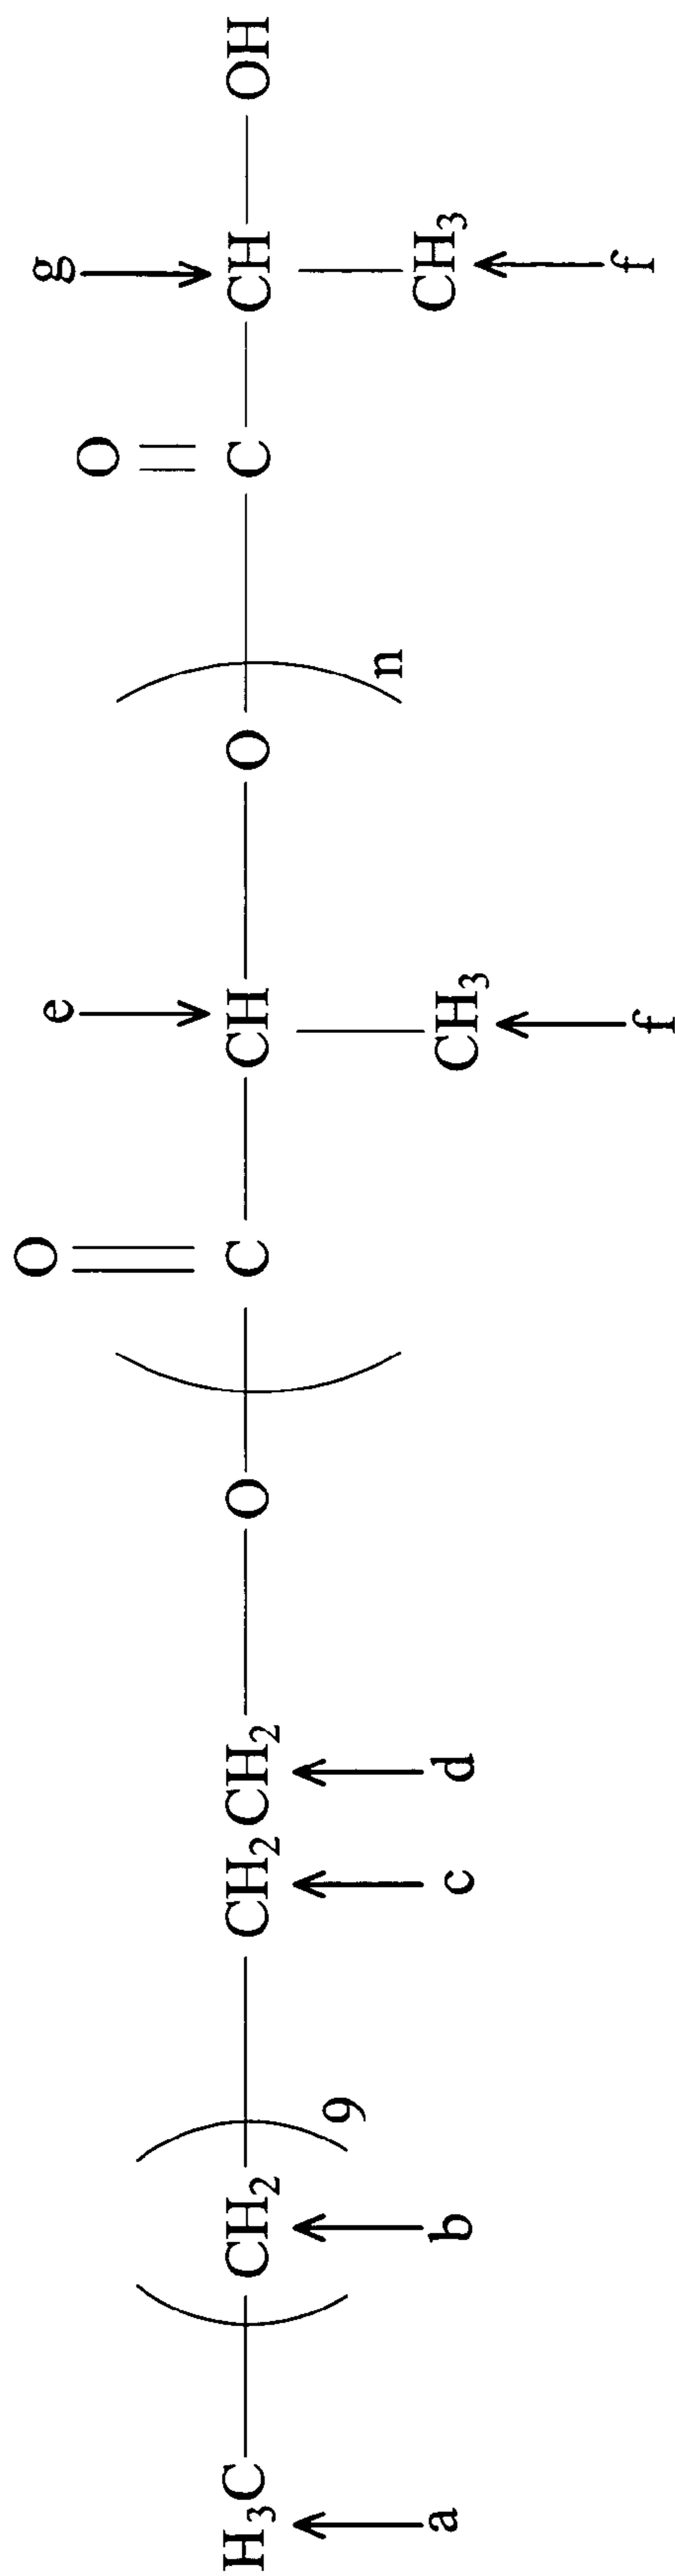 O O
e g
H₃C ( CH₂ )₉ CH₂ CH₂ O ( C CH O )n C CH OH
a b c d
CH₃ CH₃
f f